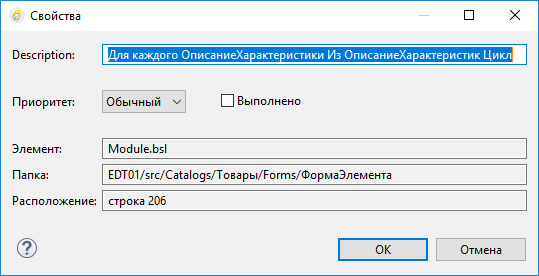 Свойства
Description: Для каждого ОписаниеХарактеристики Из ОписаниеХарактеристик Цикл
Приоритет: Обычный Выполнено
Элемент: Module.bsl
Папка: EDT01/src/Catalogs/Товары/Forms/ФормаЭлемента
Расположение: строка 206
? OK Отмена